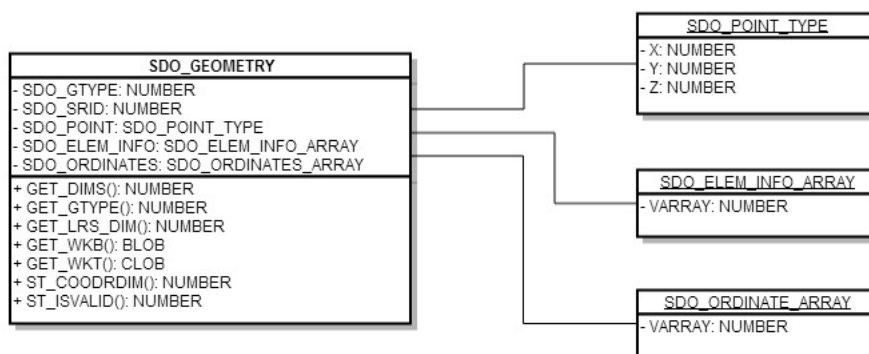 SDO_GEOMETRY
- SDO_GTYPE: NUMBER
- SDO_SRID: NUMBER
- SDO_POINT: SDO_POINT_TYPE
- SDO_ELEM_INFO: SDO_ELEM_INFO_ARRAY
- SDO_ORDINATES: SDO_ORDINATES_ARRAY
+ GET_DIMS(): NUMBER
+ GET_GTYPE(): NUMBER
+ GET_LRS_DIM(): NUMBER
+ GET_WKB(): BLOB
+ GET_WKT(): CLOB
+ ST_COODRDIM(): NUMBER
+ ST_ISVALID(): NUMBER
SDO_POINT_TYPE
- X: NUMBER
- Y: NUMBER
- Z: NUMBER
SDO_ELEM_INFO_ARRAY
- VARRAY: NUMBER
SDO_ORDINATE_ARRAY
- VARRAY: NUMBER